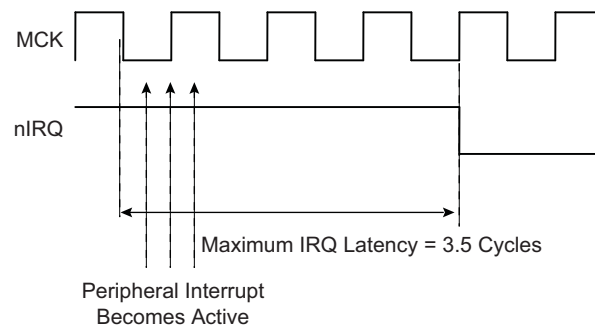 MCK
nIRQ
Maximum IRQ Latency = 3.5 Cycles
Peripheral Interrupt
Becomes Active